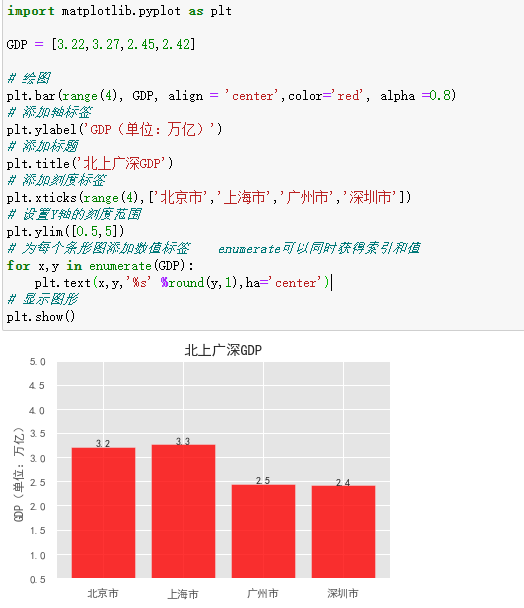 import matplotlib.pyplot as plt
GDP = [3.22,3.27,2.45,2.42]
# 绘图
plt.bar(range(4), GDP, align = 'center',color='red', alpha =0.8)
# 添加轴标签
plt.ylabel('GDP（单位：万亿）')
# 添加标题
plt.title('北上广深GDP')
# 添加刻度标签
plt.xticks(range(4),['北京市','上海市','广州市','深圳市'])
# 设置Y轴的刻度范围
plt.ylim([0.5,5])
# 为每个条形图添加数值标签    enumerate可以同时获得索引和值
for x,y in enumerate(GDP):
    plt.text(x,y,'%s' %round(y,1),ha='center')
# 显示图形
plt.show()
北上广深GDP
5.0
4.5
4.0
3.5
3.0
2.5
2.0
1.5
1.0
0.5
GDP（单位：万亿）
3.2 3.3 2.5 2.4
北京市 上海市 广州市 深圳市